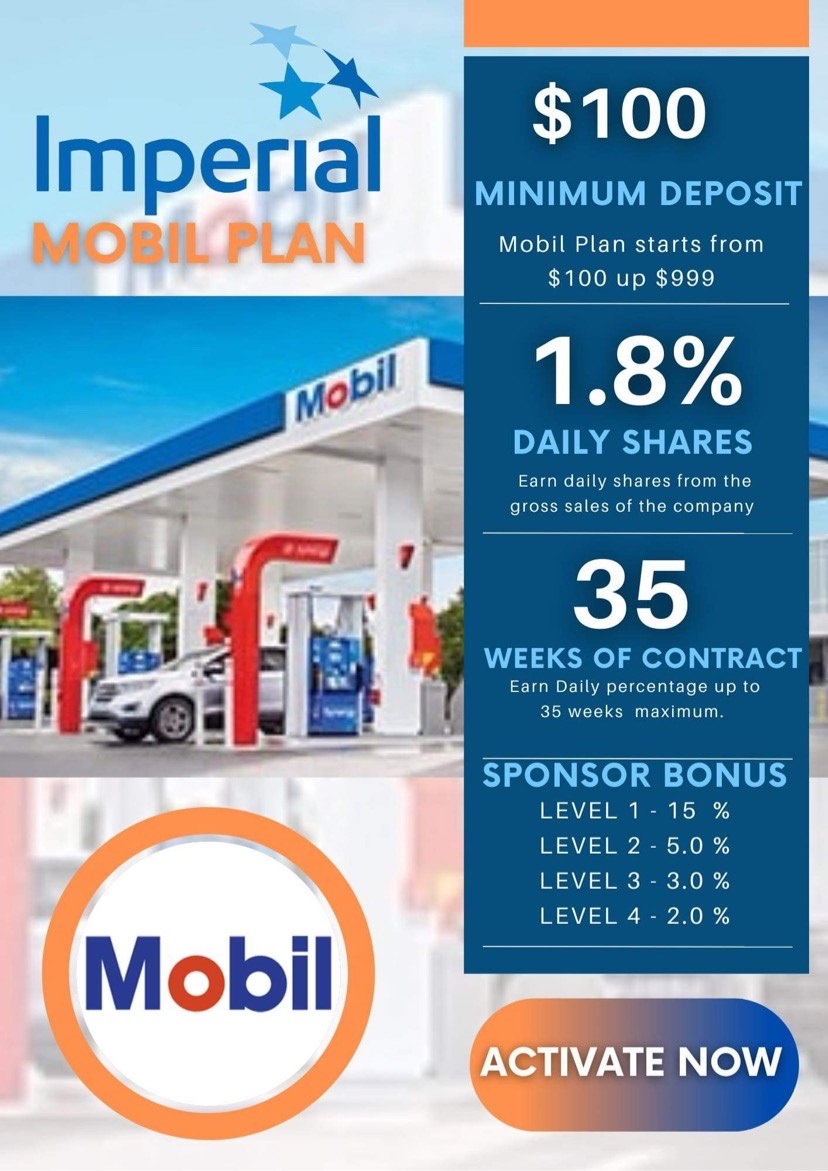 Imperial
MOBIL PLAN
Mobil
Mobil
$100
MINIMUM DEPOSIT
Mobil Plan starts from
$100 up $999
1.8%
DAILY SHARES
Earn daily shares from the
gross sales of the company
35
WEEKS OF CONTRACT
Earn Daily percentage up to
35 weeks maximum.
SPONSOR BONUS
LEVEL 1 - 15 %
LEVEL 2 - 5.0 %
LEVEL 3 - 3.0 %
LEVEL 4 - 2.0 %
ACTIVATE NOW